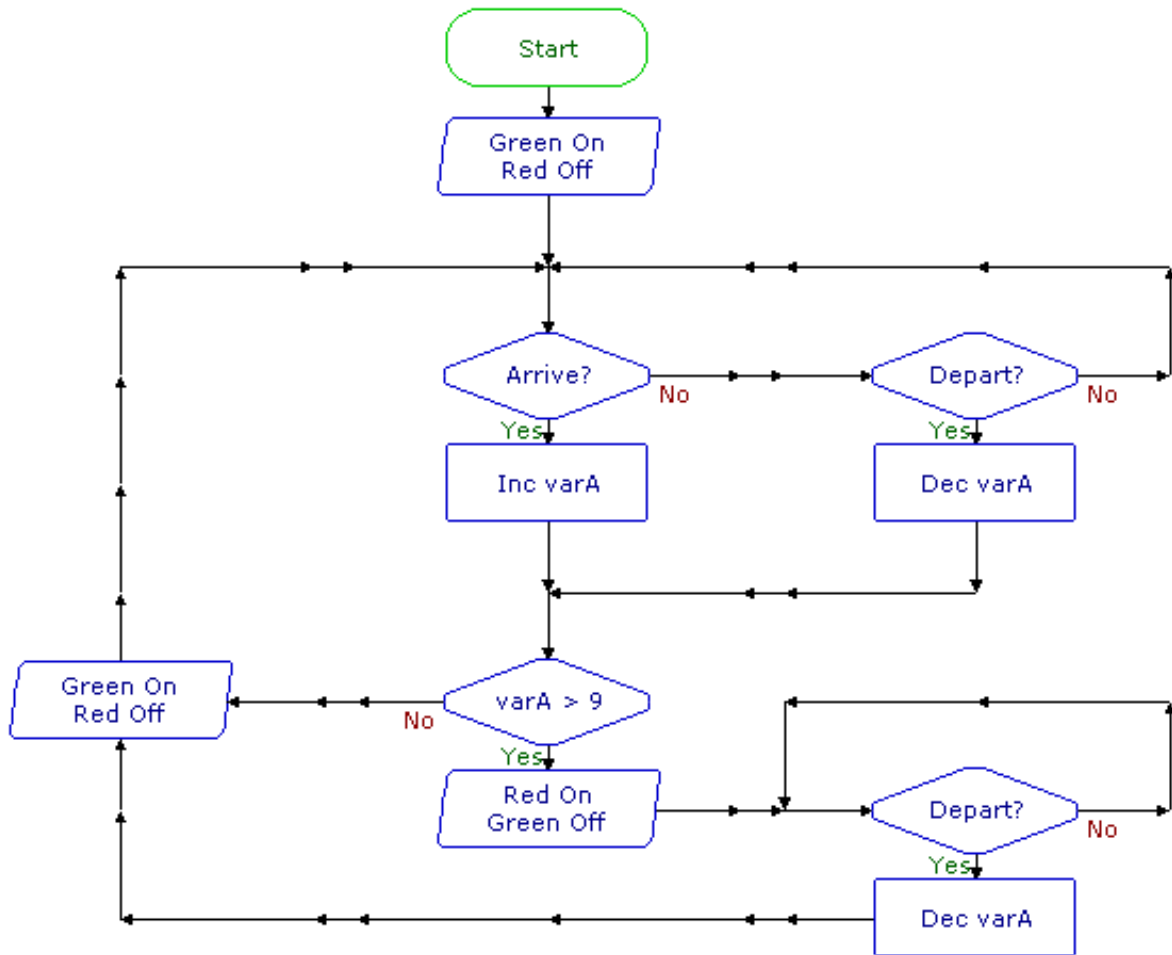 Start
Green On
Red Off
Arrive?
No
Depart?
No
Yes
Yes
Inc varA
Dec varA
Green On
Red Off
No
varA > 9
Yes
Red On
Green Off
Depart?
No
Yes
Dec varA